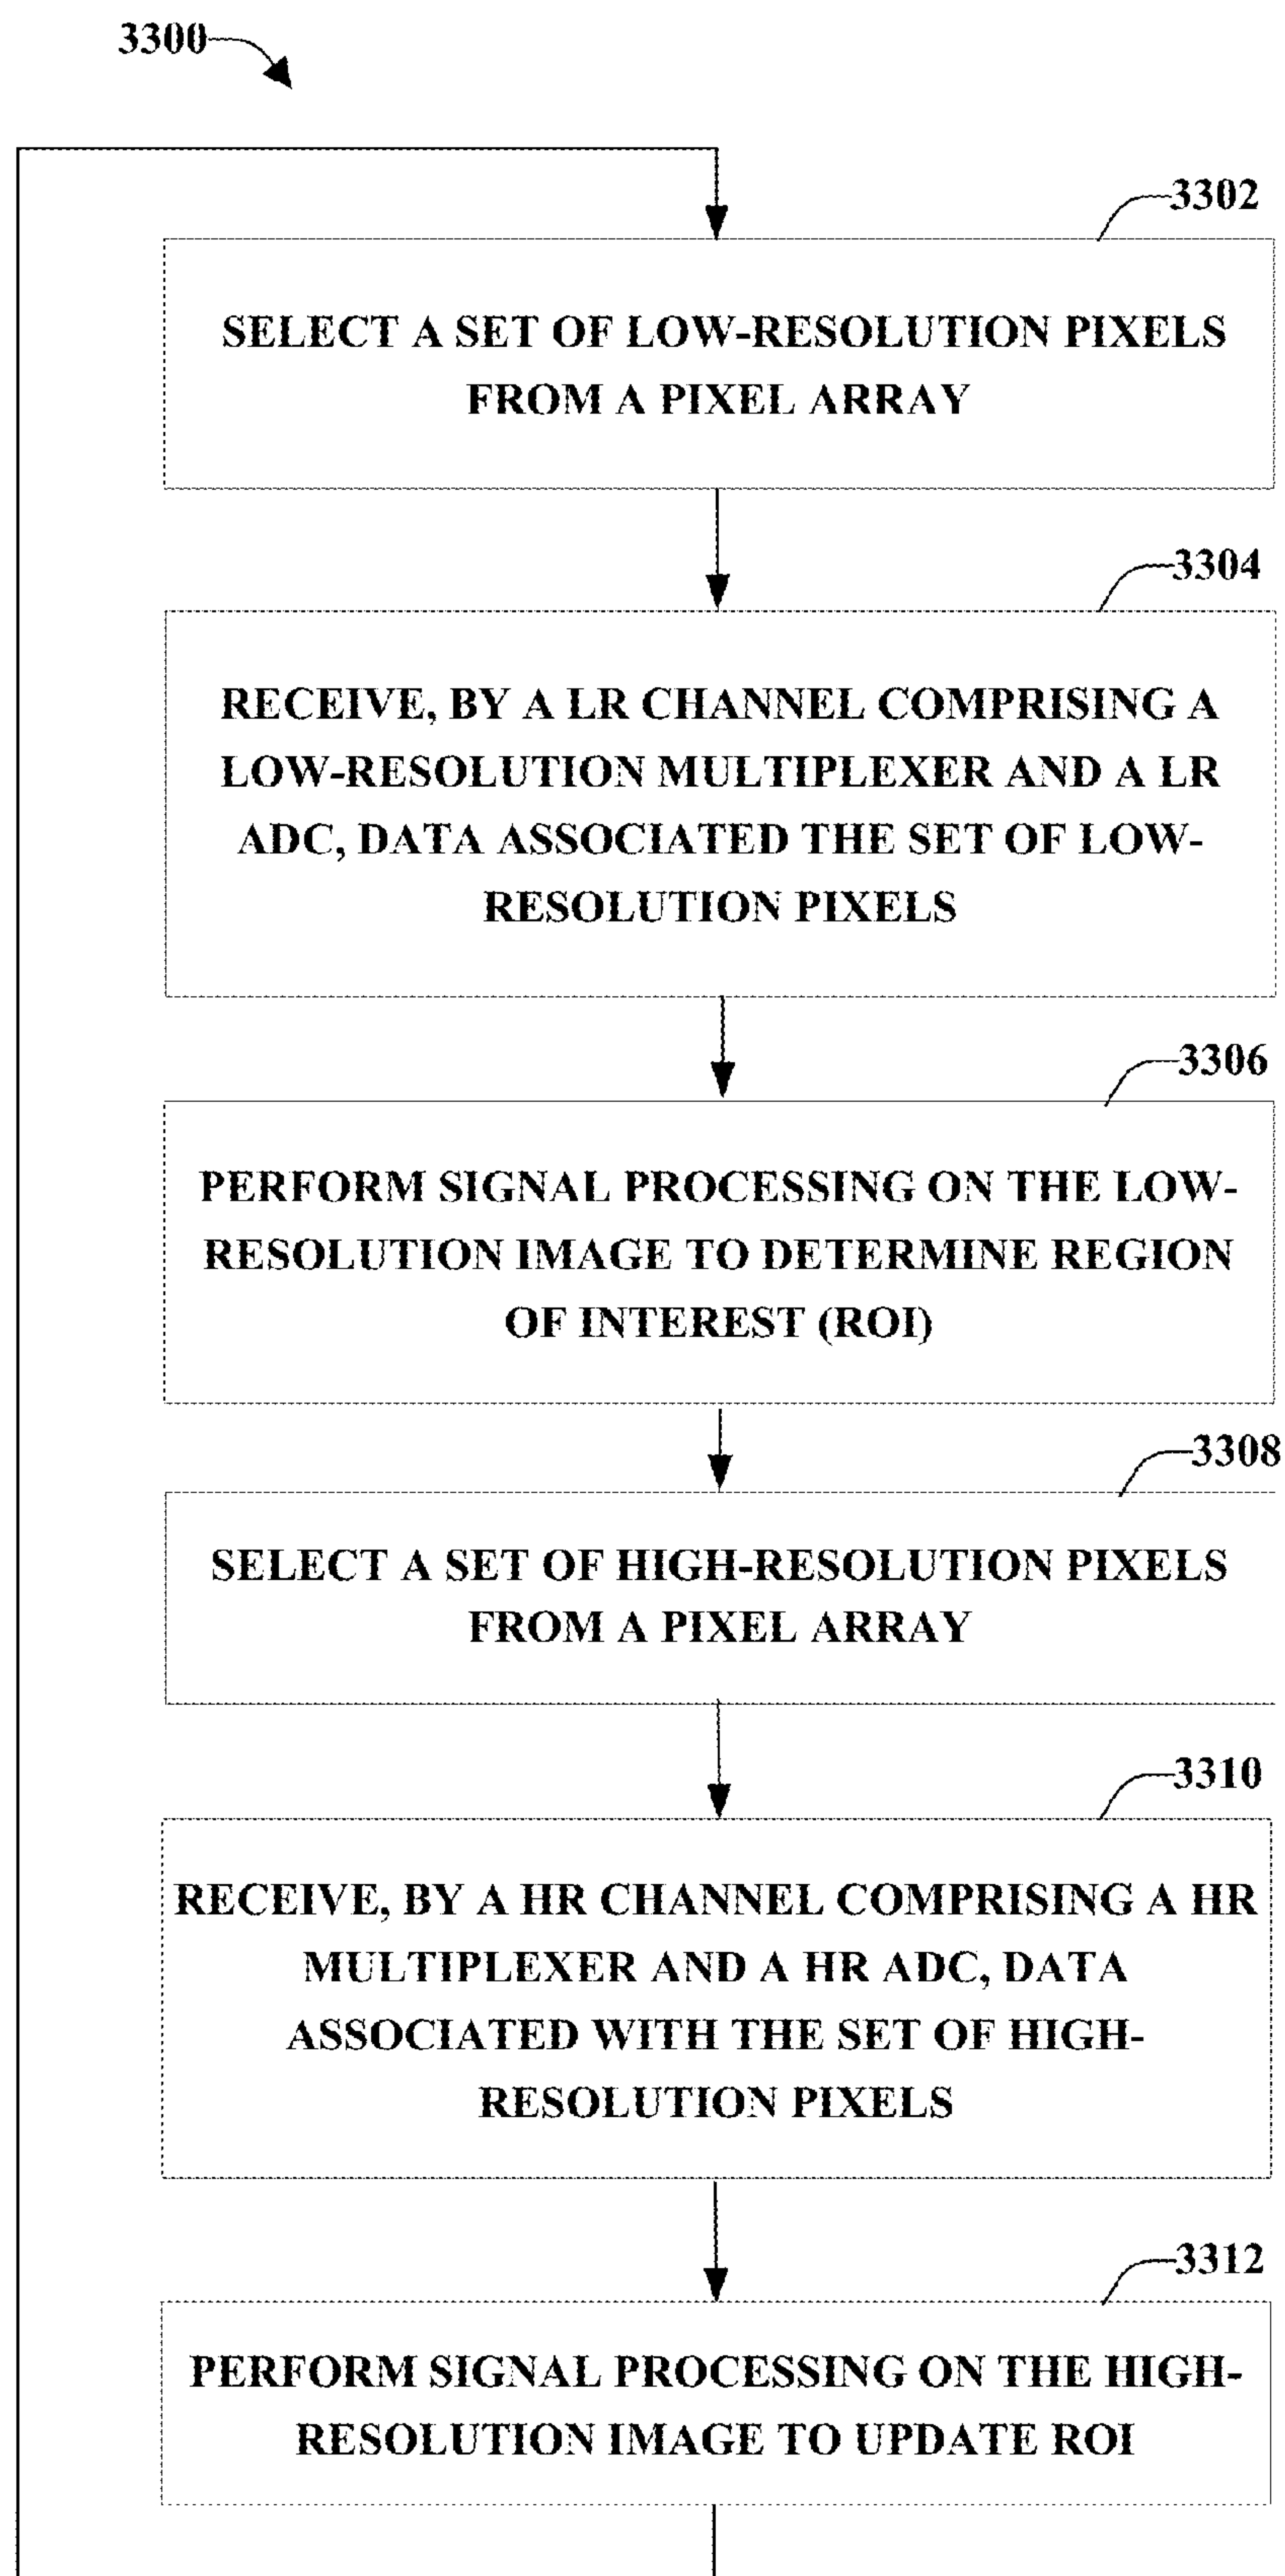 3300
3302
SELECT A SET OF LOW-RESOLUTION PIXELS
FROM A PIXEL ARRAY
3304
RECEIVE, BY A LR CHANNEL COMPRISING A
LOW-RESOLUTION MULTIPLEXER AND A LR
ADC, DATA ASSOCIATED THE SET OF LOW-
RESOLUTION PIXELS
3306
PERFORM SIGNAL PROCESSING ON THE LOW-
RESOLUTION IMAGE TO DETERMINE REGION
OF INTEREST (ROI)
3308
SELECT A SET OF HIGH-RESOLUTION PIXELS
FROM A PIXEL ARRAY
3310
RECEIVE, BY A HR CHANNEL COMPRISING A HR
MULTIPLEXER AND A HR ADC, DATA
ASSOCIATED WITH THE SET OF HIGH-
RESOLUTION PIXELS
3312
PERFORM SIGNAL PROCESSING ON THE HIGH-
RESOLUTION IMAGE TO UPDATE ROI